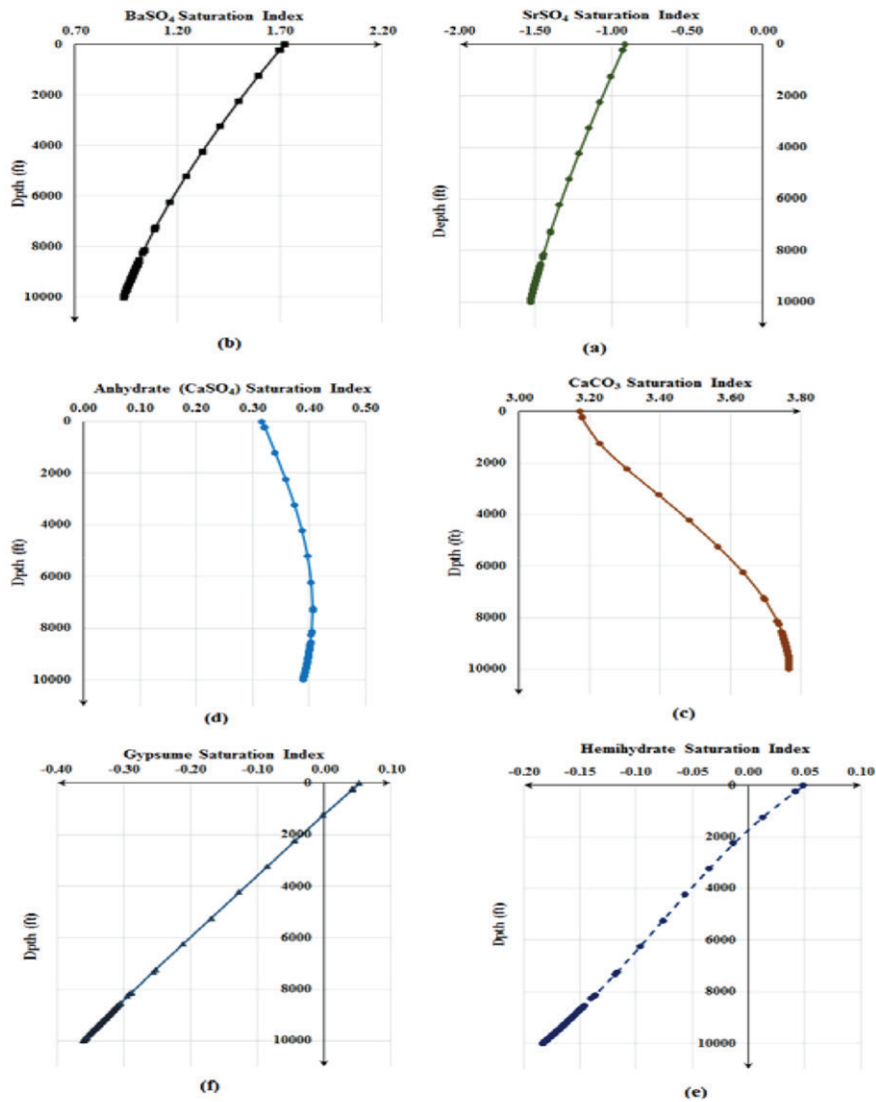 BaSO4 Saturation Index
0.70 1.20 1.70 2.20
0
2000
4000
6000
8000
10000
Dpth (ft)
(b)
SrSO4 Saturation Index
-2.00 -1.50 -1.00 -0.50 0.00
0
2000
4000
6000
8000
10000
Depth (ft)
(a)
Anhydrate (CaSO4) Saturation Index
0.00 0.10 0.20 0.30 0.40 0.50
0
2000
4000
6000
8000
10000
Dpth (ft)
(d)
CaCO3 Saturation Index
3.00 3.20 3.40 3.60 3.80
0
2000
4000
6000
8000
10000
Dpth (ft)
(c)
Gypsume Saturation Index
-0.40 -0.30 -0.20 -0.10 0.00 0.10
0
2000
4000
6000
8000
10000
Dpth (ft)
(f)
Hemihydrate Saturation Index
-0.20 -0.15 -0.10 -0.05 0.00 0.05 0.10
0
2000
4000
6000
8000
10000
Dpth (ft)
(e)